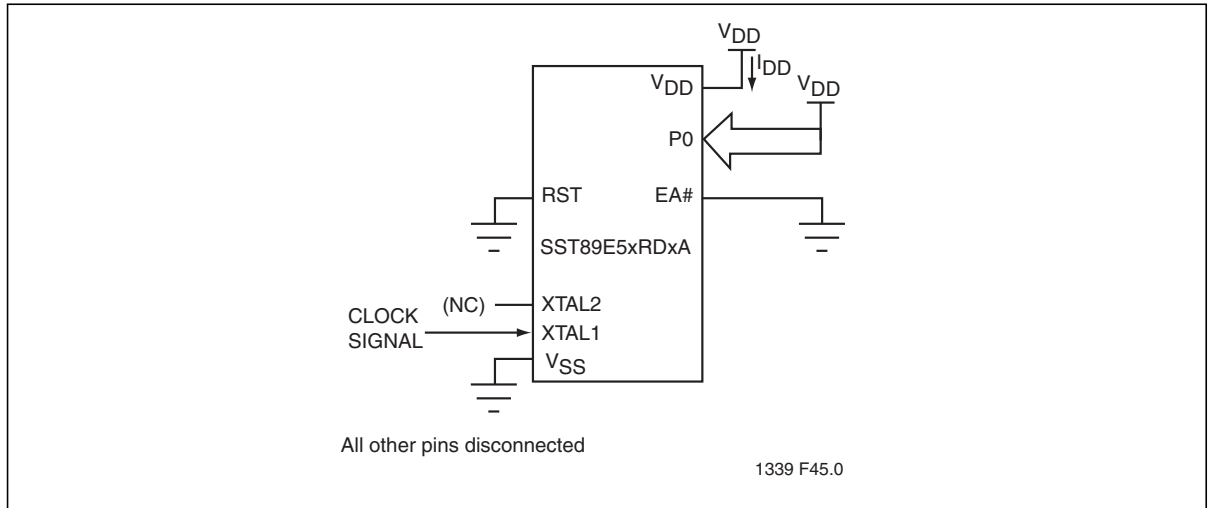 VDD
IDD
VDD
VDD
P0
RST
EA#
SST89E5xRDxA
(NC)
XTAL2
CLOCK
SIGNAL
XTAL1
VSS
All other pins disconnected
1339 F45.0